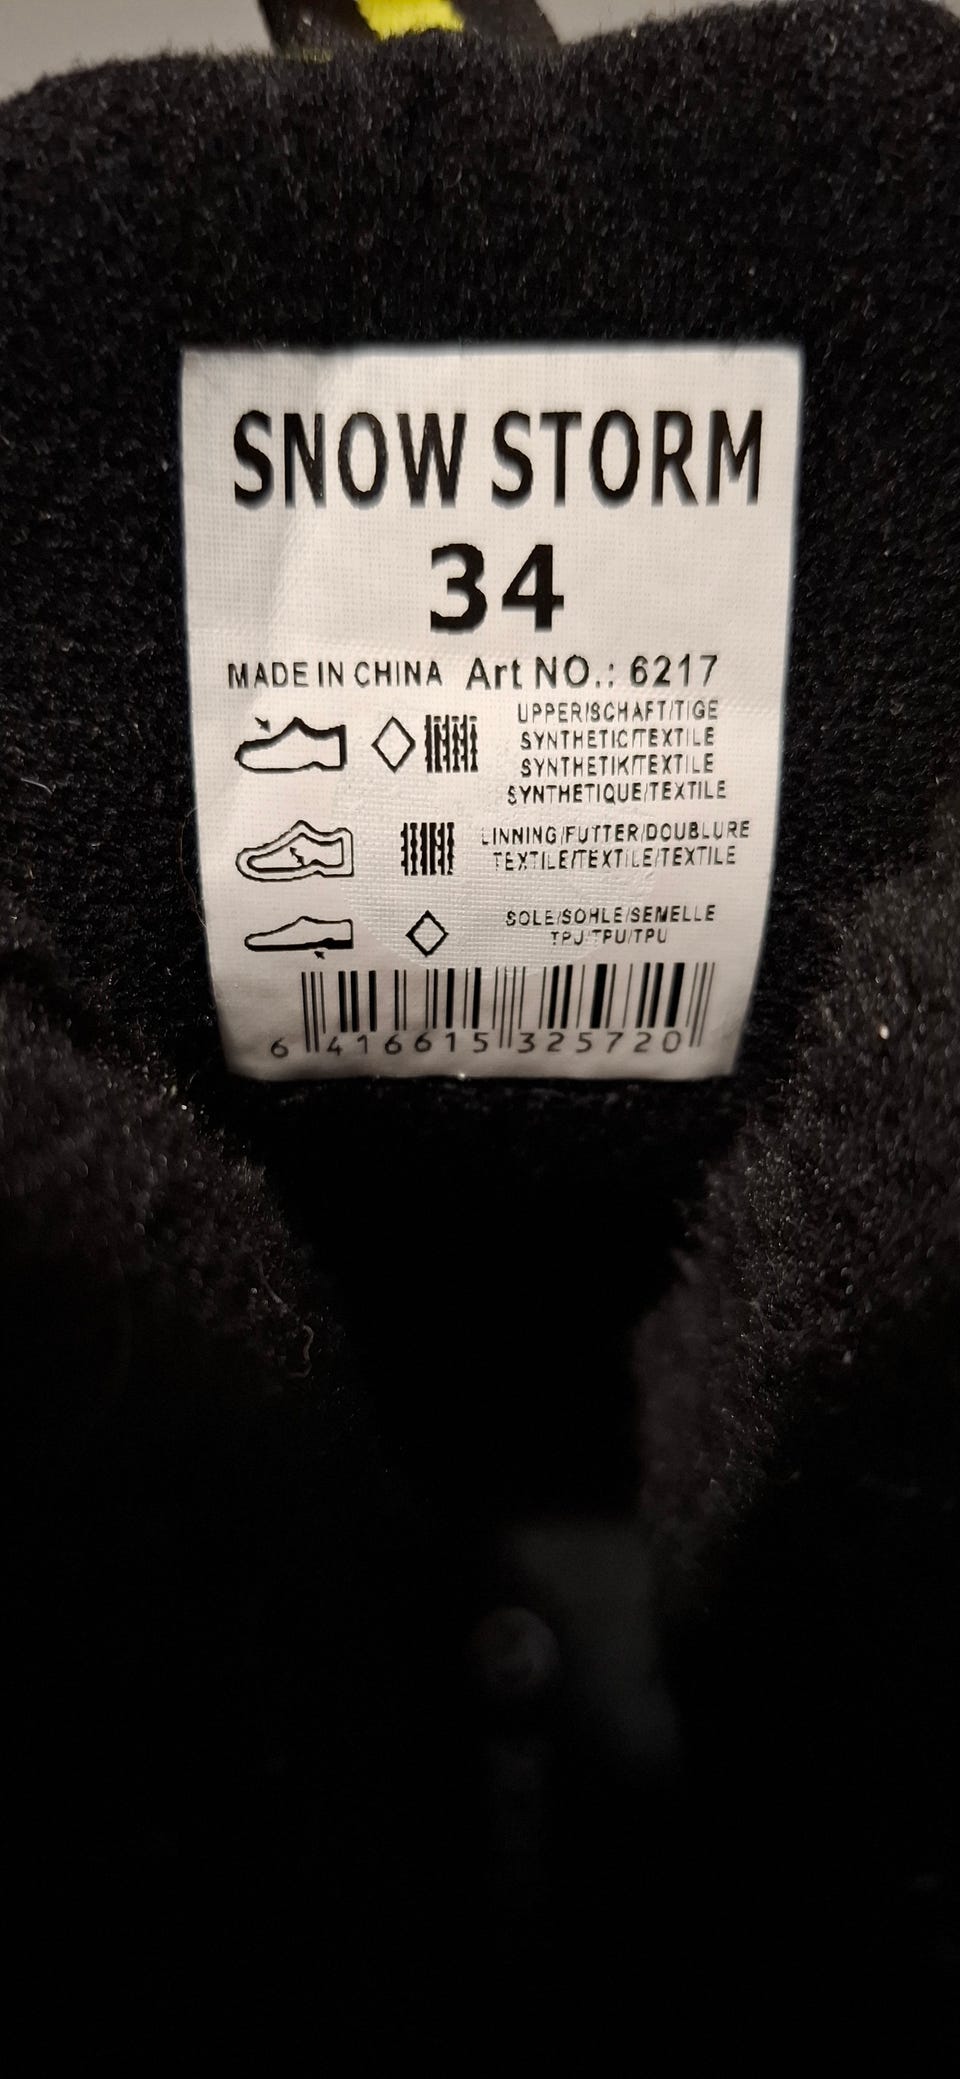 SNOW STORM
34
MADE IN CHINA Art NO.: 6217
UPPER/SCHAFT/TIGE
SYNTHETIC/TEXTILE
SYNTHETIK/TEXTILE
SYNTHETIQUE/TEXTILE
LINNING/FUTTER/DOUBLURE
TEXTILE/TEXTILE/TEXTILE
SOLE/SOHLE/SEMELLE
TPU/TPU/TPU
6 416615 325720